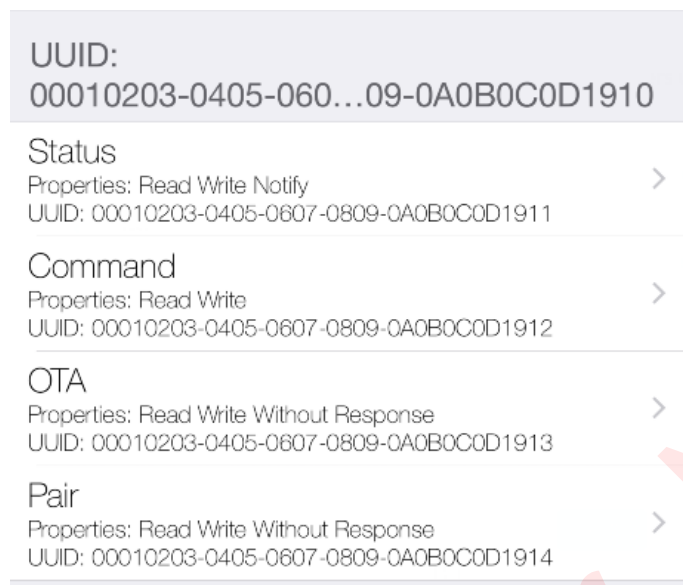 UUID:
00010203-0405-060...09-0A0B0C0D1910
Status
Properties: Read Write Notify
UUID: 00010203-0405-0607-0809-0A0B0C0D1911
Command
Properties: Read Write
UUID: 00010203-0405-0607-0809-0A0B0C0D1912
OTA
Properties: Read Write Without Response
UUID: 00010203-0405-0607-0809-0A0B0C0D1913
Pair
Properties: Read Write Without Response
UUID: 00010203-0405-0607-0809-0A0B0C0D1914